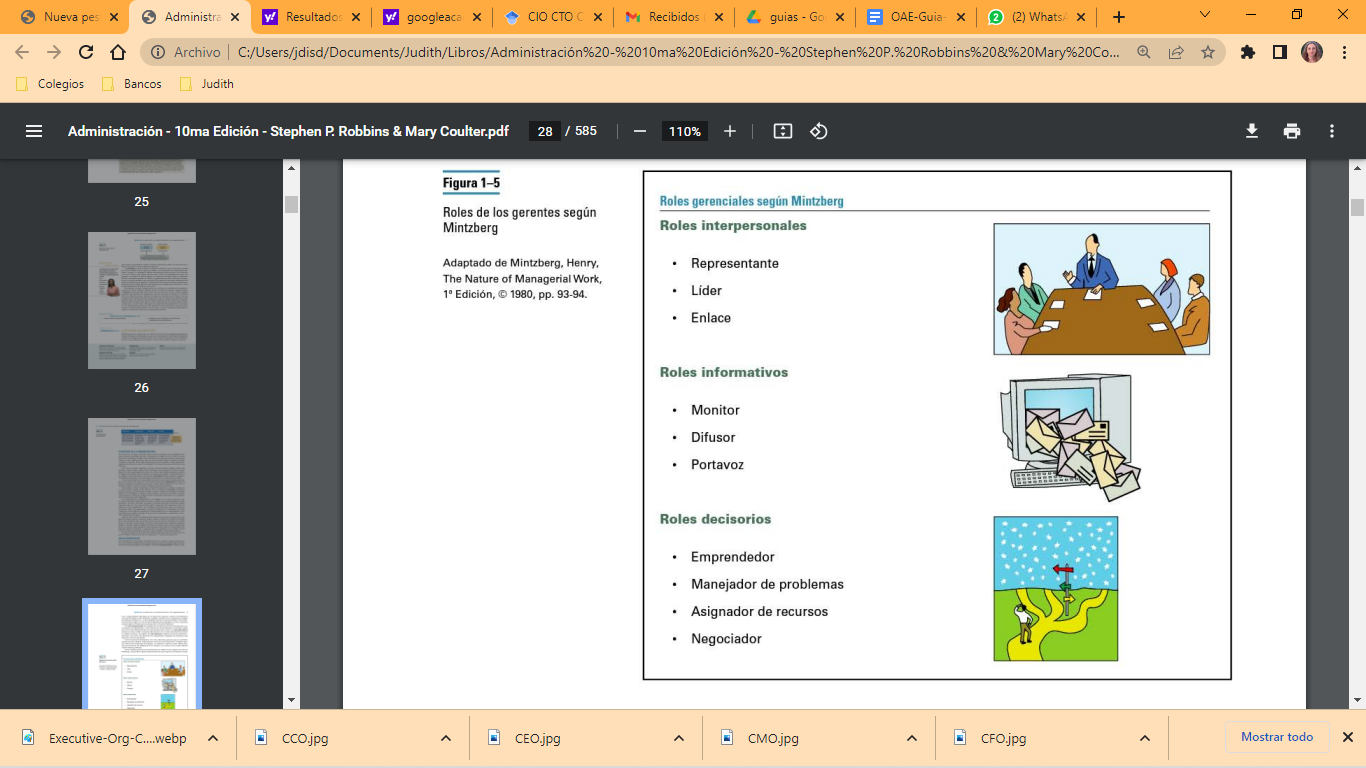 Nueva pes
Administra
Resultados
googleaca
CIO CTO C
Recibidos
guias - Go
OAE-Guia-
(2) WhatsA
Archivo
C:/Users/jdisd/Documents/Judith/Libros/Administración%20-%2010ma%20Edición%20-%20Stephen%20P.%20Robbins%20&%20Mary%20Co...
Colegios
Bancos
Judith
Administración - 10ma Edición - Stephen P. Robbins & Mary Coulter.pdf
28 / 585
110%
25
26
27
Figura 1–5
Roles de los gerentes según
Mintzberg
Adaptado de Mintzberg, Henry,
The Nature of Managerial Work,
1ª Edición, © 1980, pp. 93-94.
Roles gerenciales según Mintzberg
Roles interpersonales
• Representante
• Líder
• Enlace
Roles informativos
• Monitor
• Difusor
• Portavoz
Roles decisorios
• Emprendedor
• Manejador de problemas
• Asignador de recursos
• Negociador
Executive-Org-C....webp
CCO.jpg
CEO.jpg
CMO.jpg
CFO.jpg
Mostrar todo